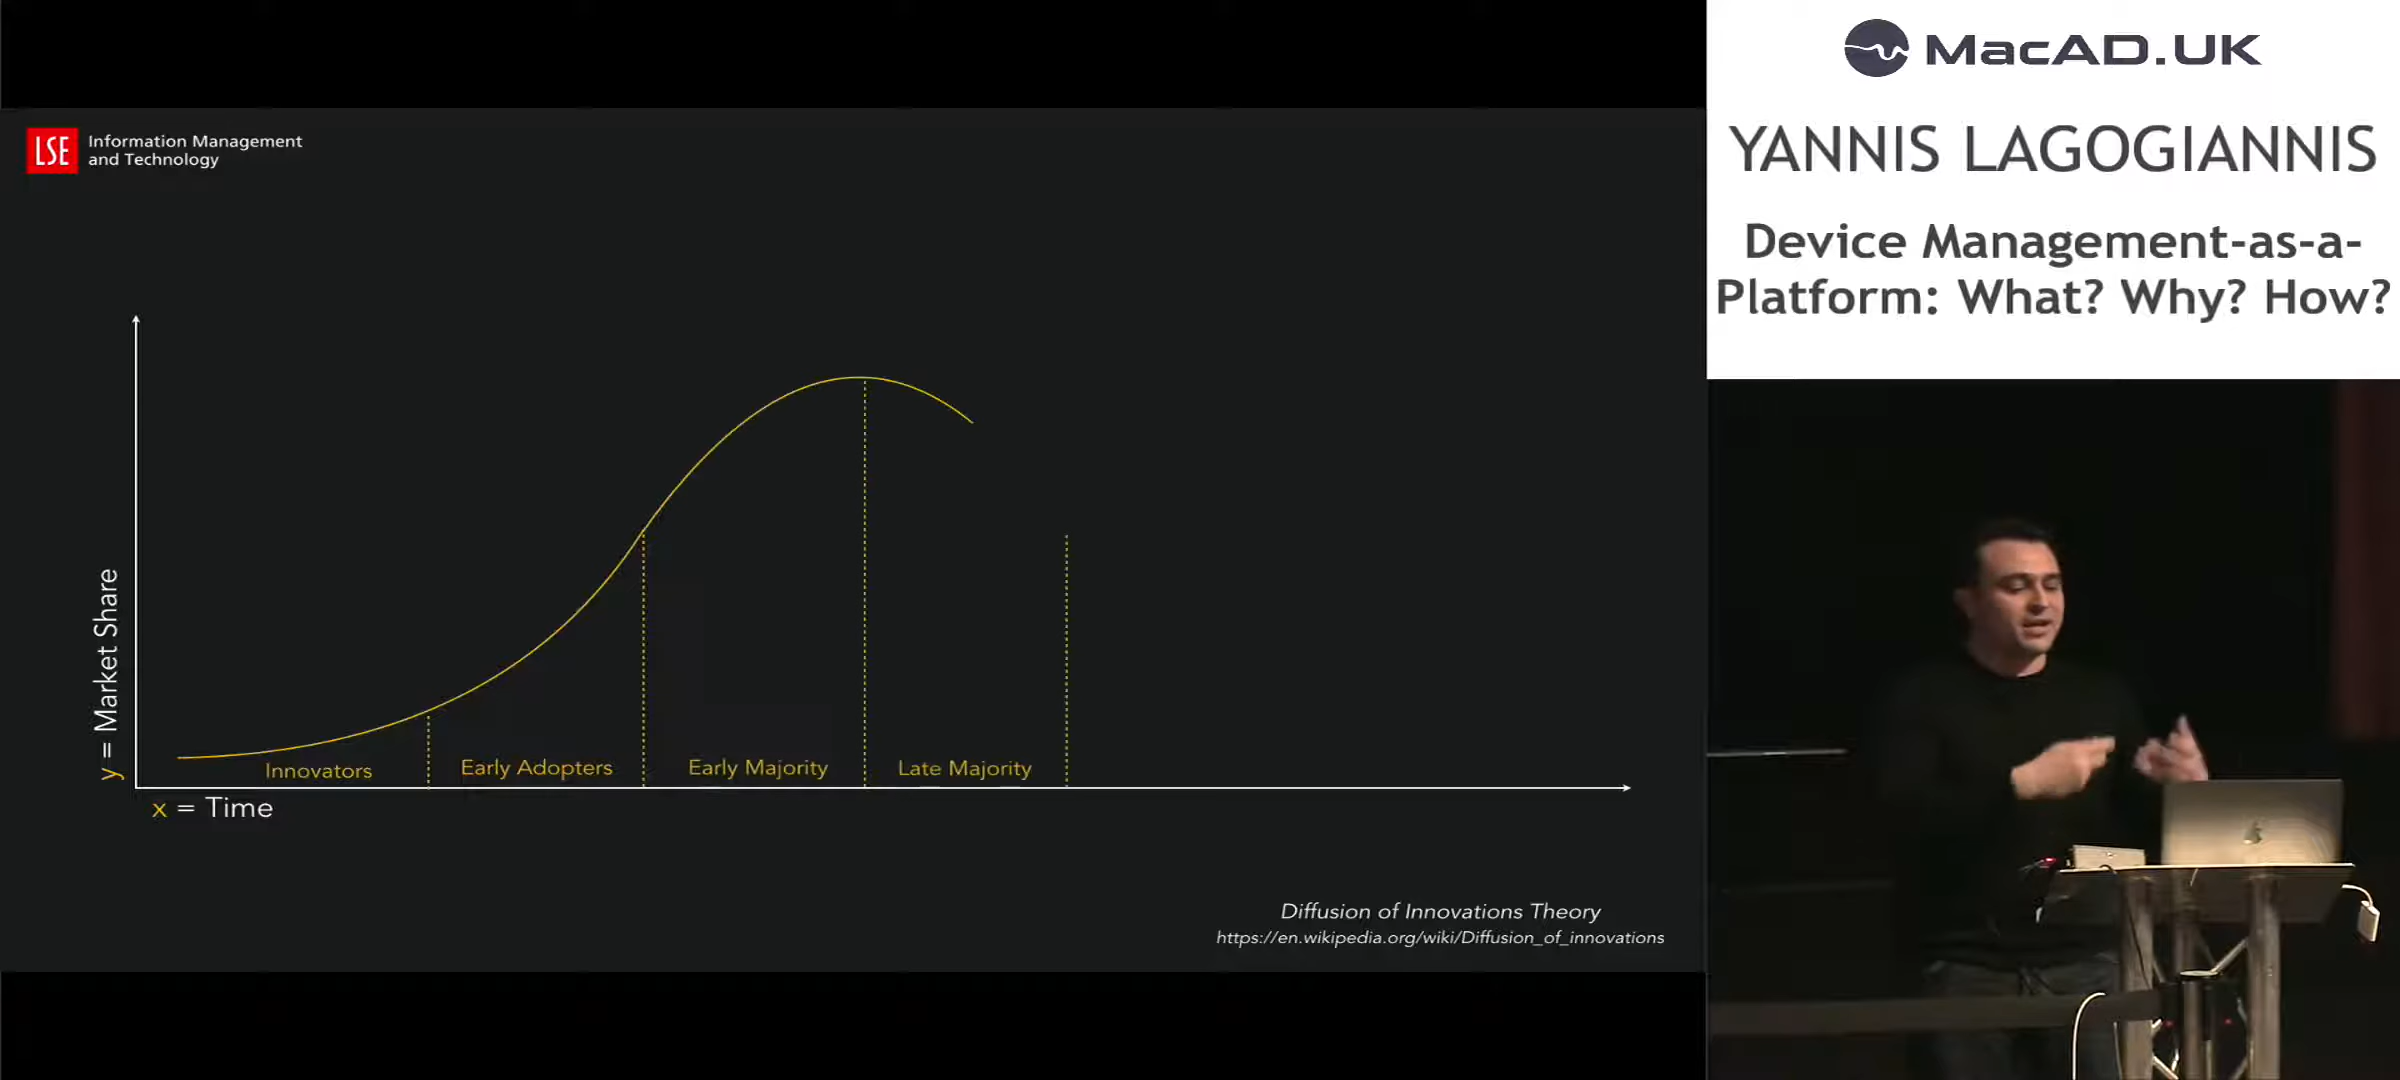 LSE
Information Management
and Technology
y = Market Share
Innovators
Early Adopters
Early Majority
Late Majority
x = Time
Diffusion of Innovations Theory
https://en.wikipedia.org/wiki/Diffusion_of_innovations
MacAD.UK
YANNIS LAGOGIANNIS
Device Management-as-a-
Platform: What? Why? How?